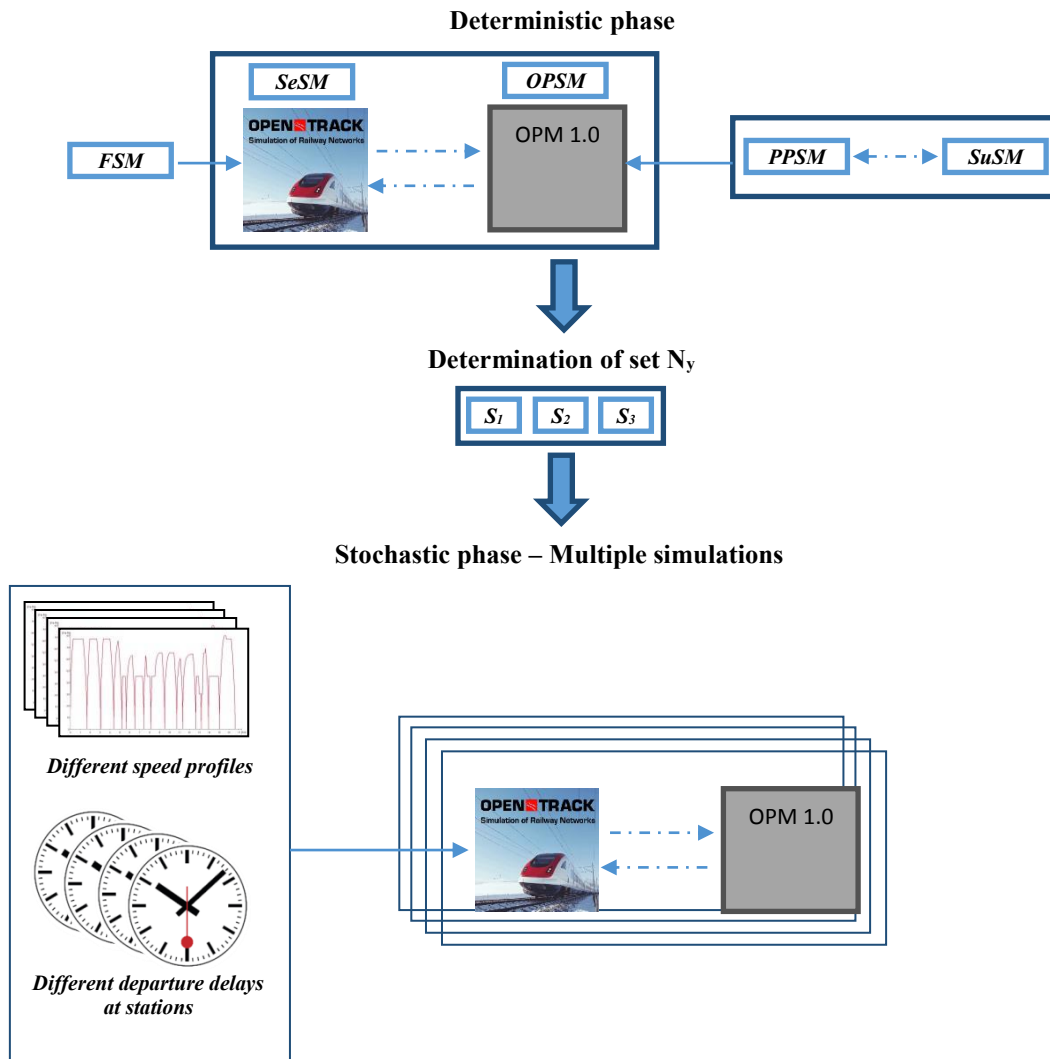 Deterministic phase
SeSM
OPSM
OPEN TRACK
Simulation of Railway Networks
OPM 1.0
FSM
PPSM
SuSM
Determination of set Ny
S1
S2
S3
Stochastic phase – Multiple simulations
Different speed profiles
OPEN TRACK
Simulation of Railway Networks
OPM 1.0
Different departure delays
at stations